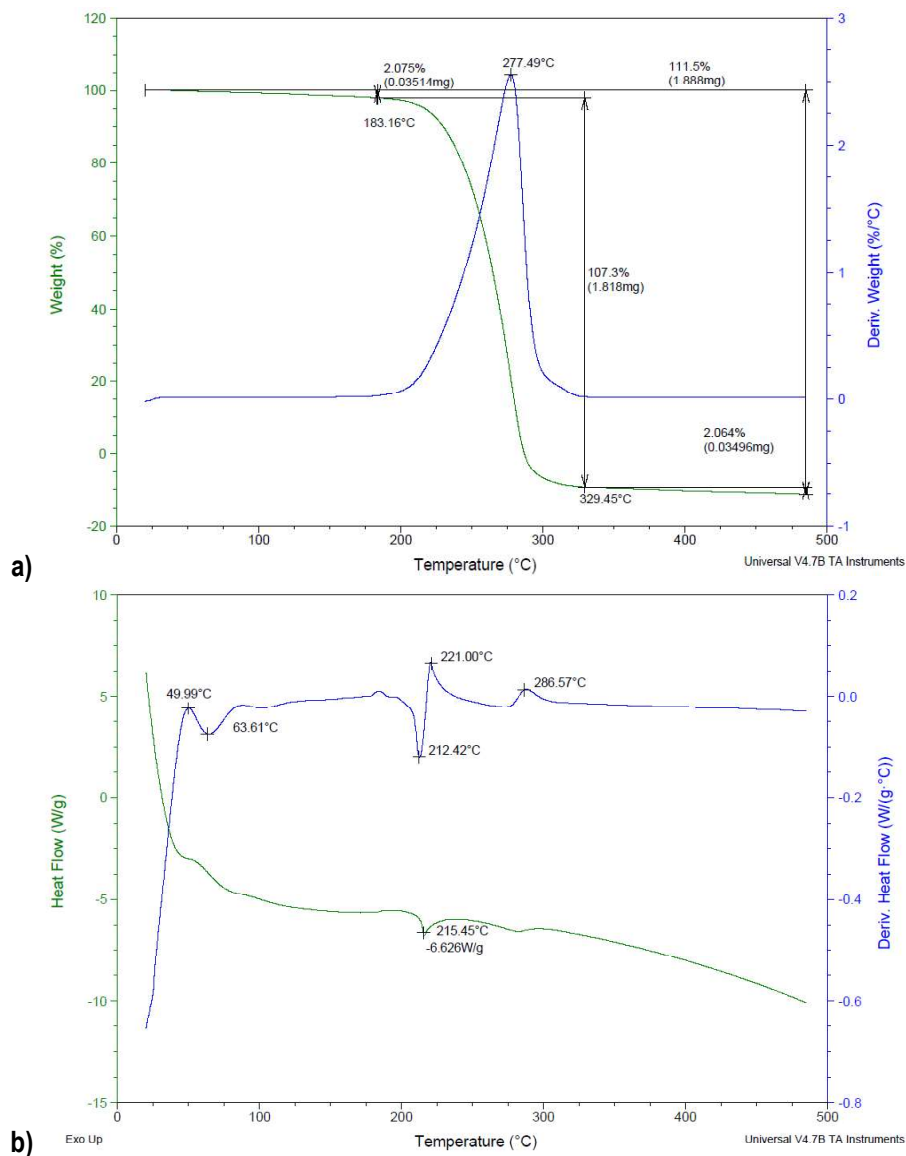 120
100
80
60
40
20
0
-20
Weight (%)
2.075%
(0.03514mg)
183.16°C
277.49°C
111.5%
(1.888mg)
107.3%
(1.818mg)
2.064%
(0.03496mg)
329.45°C
3
2
1
0
-1
Deriv. Weight (%/°C)
0
100
200
300
400
500
a)
Temperature (°C)
Universal V4.7B TA Instruments
10
5
0
-5
-10
-15
Heat Flow (W/g)
49.99°C
63.61°C
221.00°C
212.42°C
286.57°C
215.45°C
-6.626W/g
0.2
0.0
-0.2
-0.4
-0.6
-0.8
Deriv. Heat Flow (W/(g·°C))
0
100
200
300
400
500
b)
Exo Up
Temperature (°C)
Universal V4.7B TA Instruments